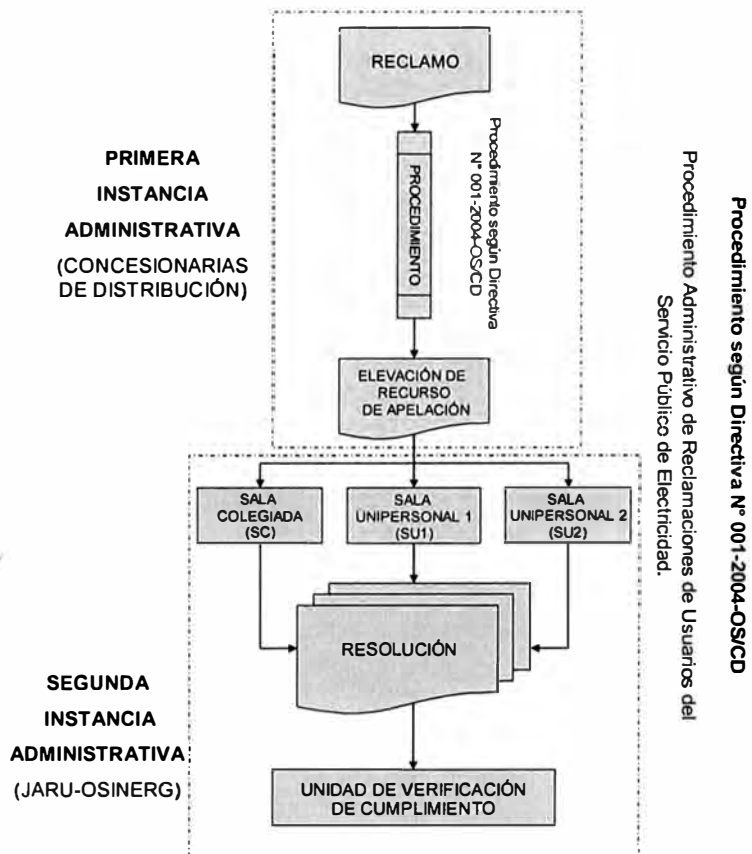 RECLAMO
PROCEDIMIENTO
Procedimiento según Directiva
N° 001-2004-OS/CD
PRIMERA
INSTANCIA
ADMINISTRATIVA
(CONCESIONARIAS
DE DISTRIBUCIÓN)
ELEVACIÓN DE
RECURSO
DE APELACIÓN
SALA
COLEGIADA
(SC)
SALA
UNIPERSONAL 1
(SU1)
SALA
UNIPERSONAL 2
(SU2)
RESOLUCIÓN
SEGUNDA
INSTANCIA
ADMINISTRATIVA
(JARU-OSINERG)
UNIDAD DE VERIFICACIÓN
DE CUMPLIMIENTO
Procedimiento según Directiva N° 001-2004-OS/CD
Procedimiento Administrativo de Reclamaciones de Usuarios del
Servicio Público de Electricidad.